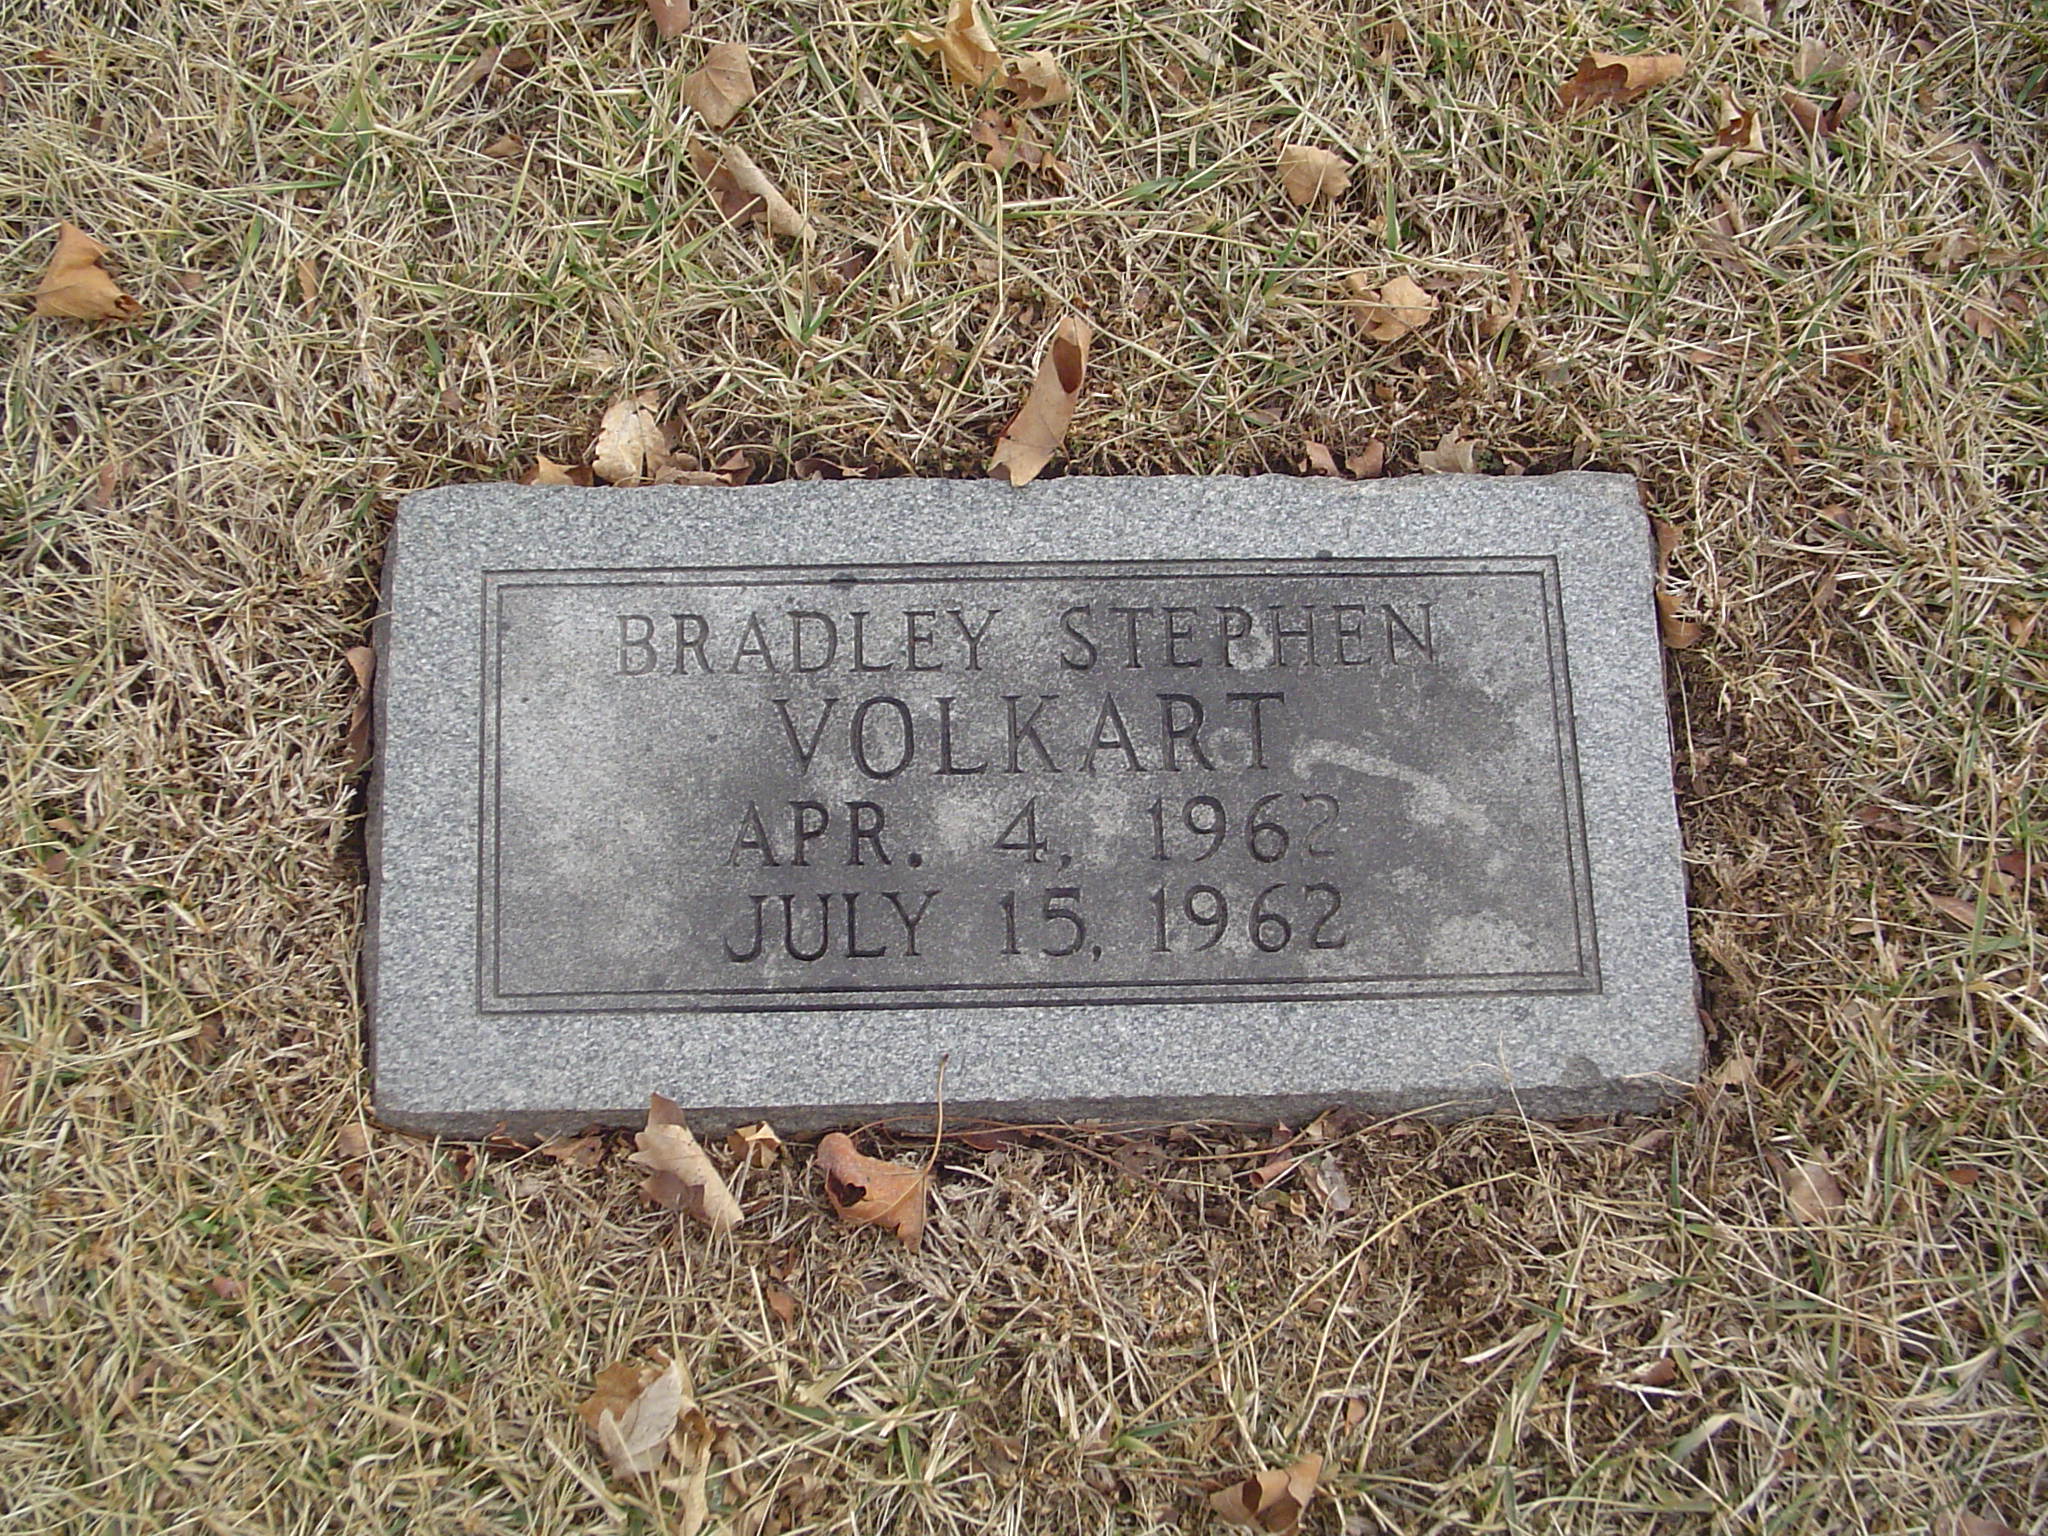 BRADLEY STEPHEN
VOLKART
APR. 4, 1962
JULY 15, 1962